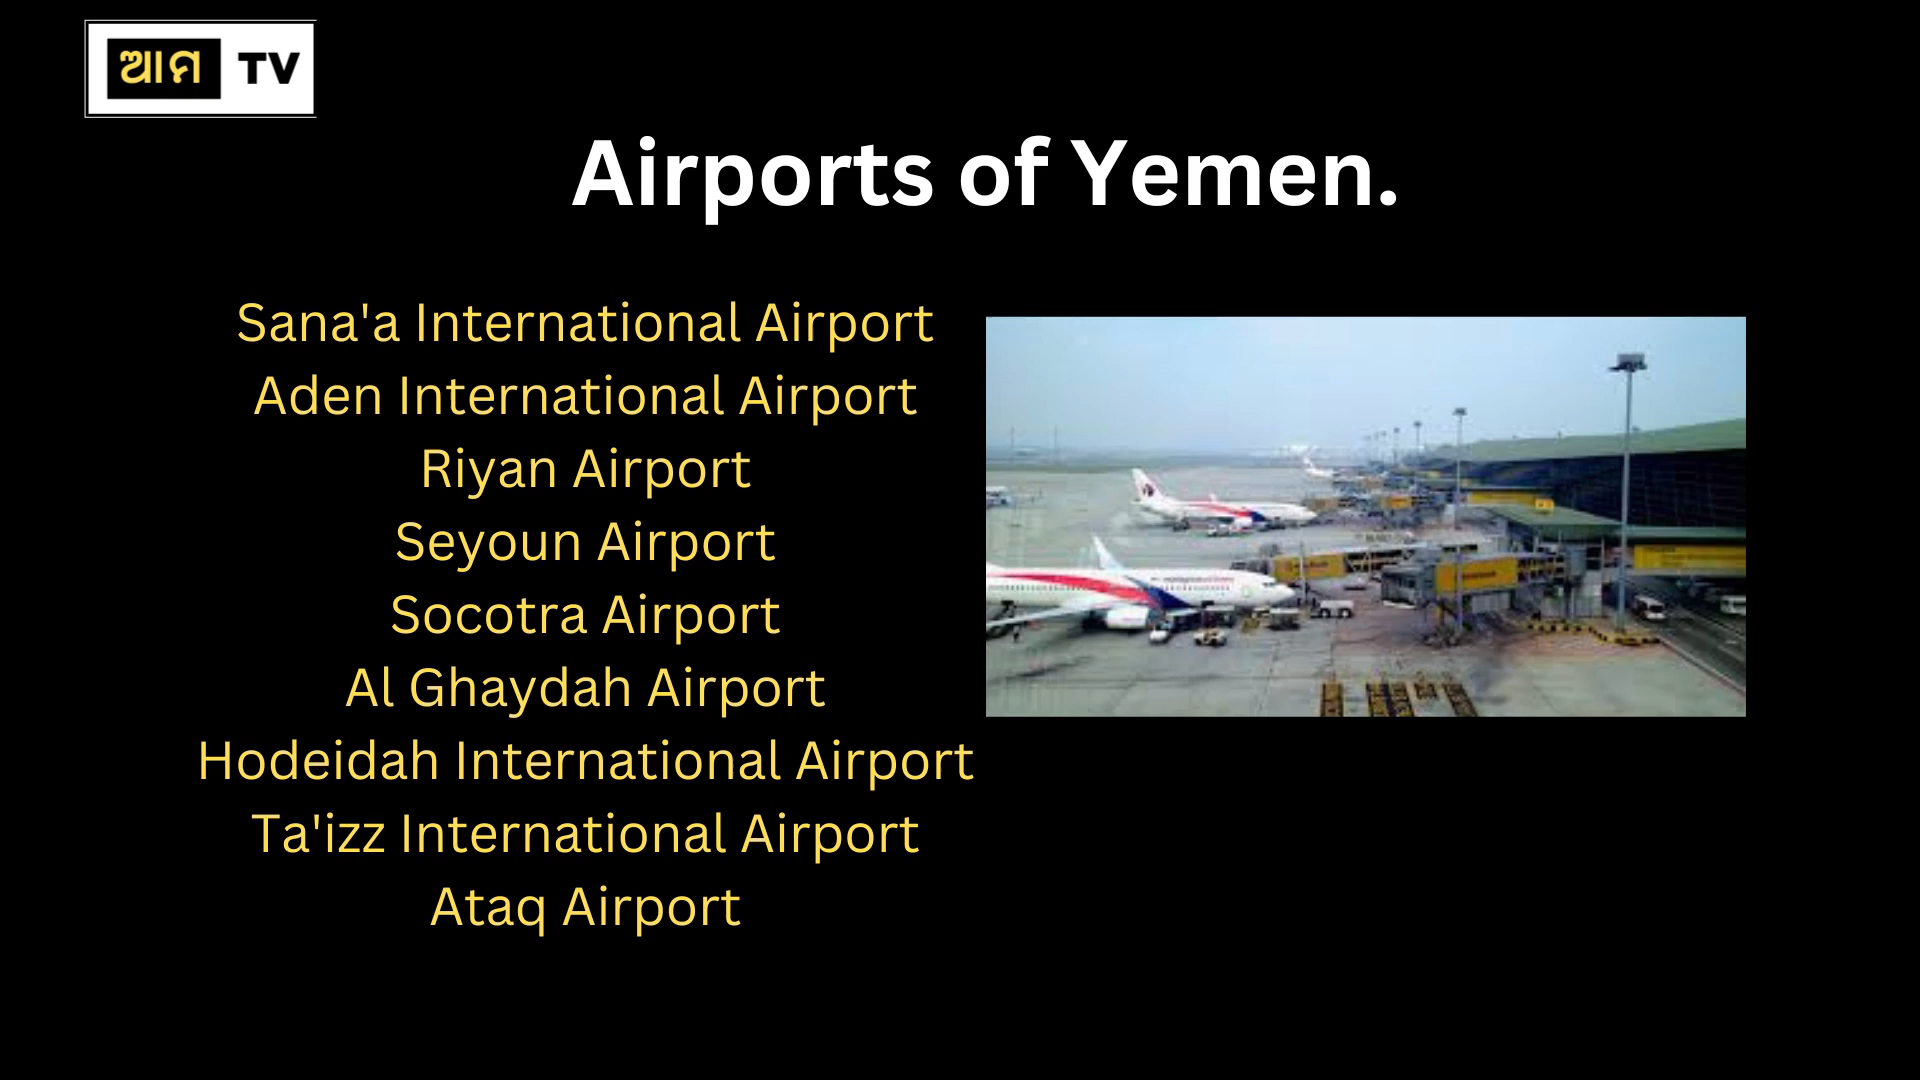 ଆମ TV
Airports of Yemen.
Sana'a International Airport
Aden International Airport
Riyan Airport
Seyoun Airport
Socotra Airport
Al Ghaydah Airport
Hodeidah International Airport
Ta'izz International Airport
Ataq Airport